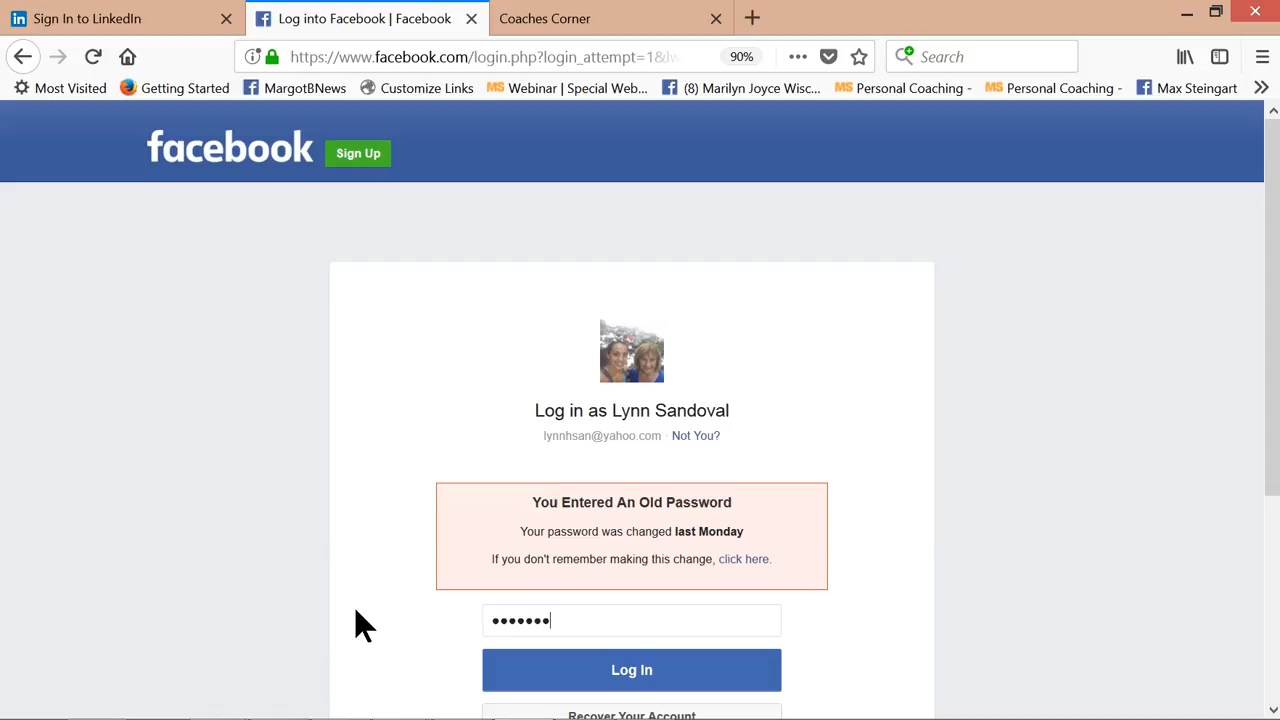 Sign In to LinkedIn
Log into Facebook | Facebook
Coaches Corner
https://www.facebook.com/login.php?login_attempt=1&lw
90%
Search
Most Visited
Getting Started
MargotBNews
Customize Links
Webinar | Special Web...
(8) Marilyn Joyce Wisc...
Personal Coaching -
Personal Coaching -
Max Steingart
facebook
Sign Up
Log in as Lynn Sandoval
lynnhsan@yahoo.com · Not You?
You Entered An Old Password
Your password was changed last Monday
If you don't remember making this change, click here.
•••••••
Log In
Recover Your Account